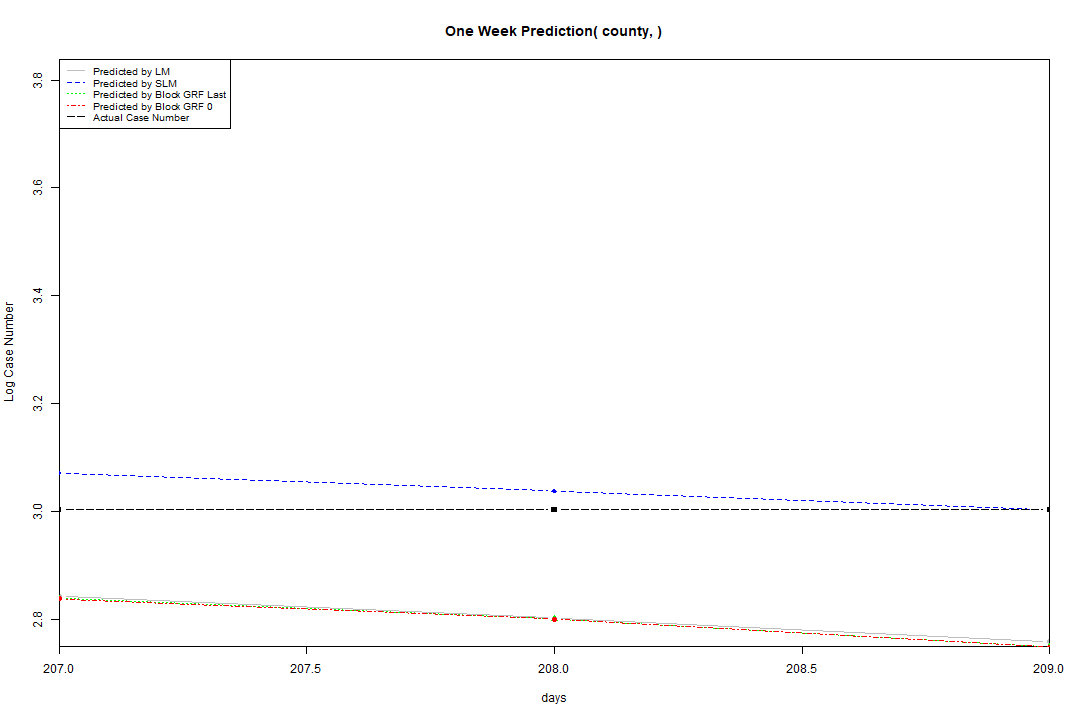 One Week Prediction( county, )
Predicted by LM
Predicted by SLM
Predicted by Block GRF Last
Predicted by Block GRF 0
Actual Case Number
3.8
3.6
3.4
3.2
3.0
2.8
Log Case Number
207.0
207.5
208.0
208.5
209.0
days